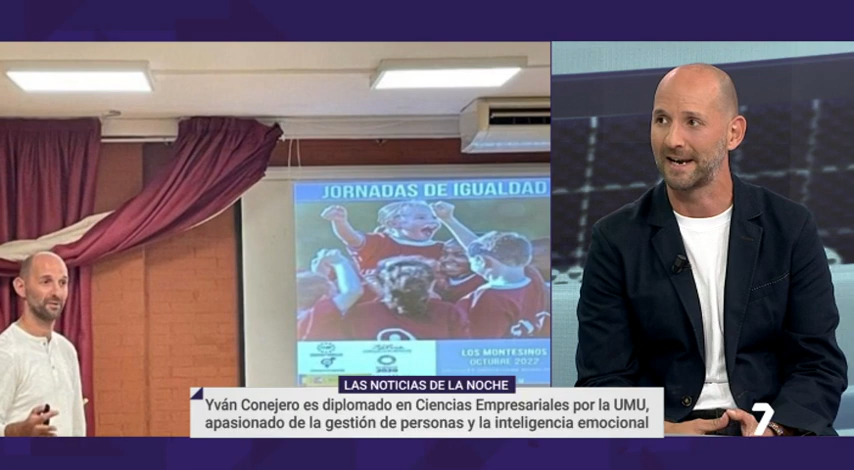 JORNADAS DE IGUALDAD
LOS MONTESINOS
OCTUBRE 2022
LAS NOTICIAS DE LA NOCHE
Yván Conejero es diplomado en Ciencias Empresariales por la UMU,
apasionado de la gestión de personas y la inteligencia emocional
7